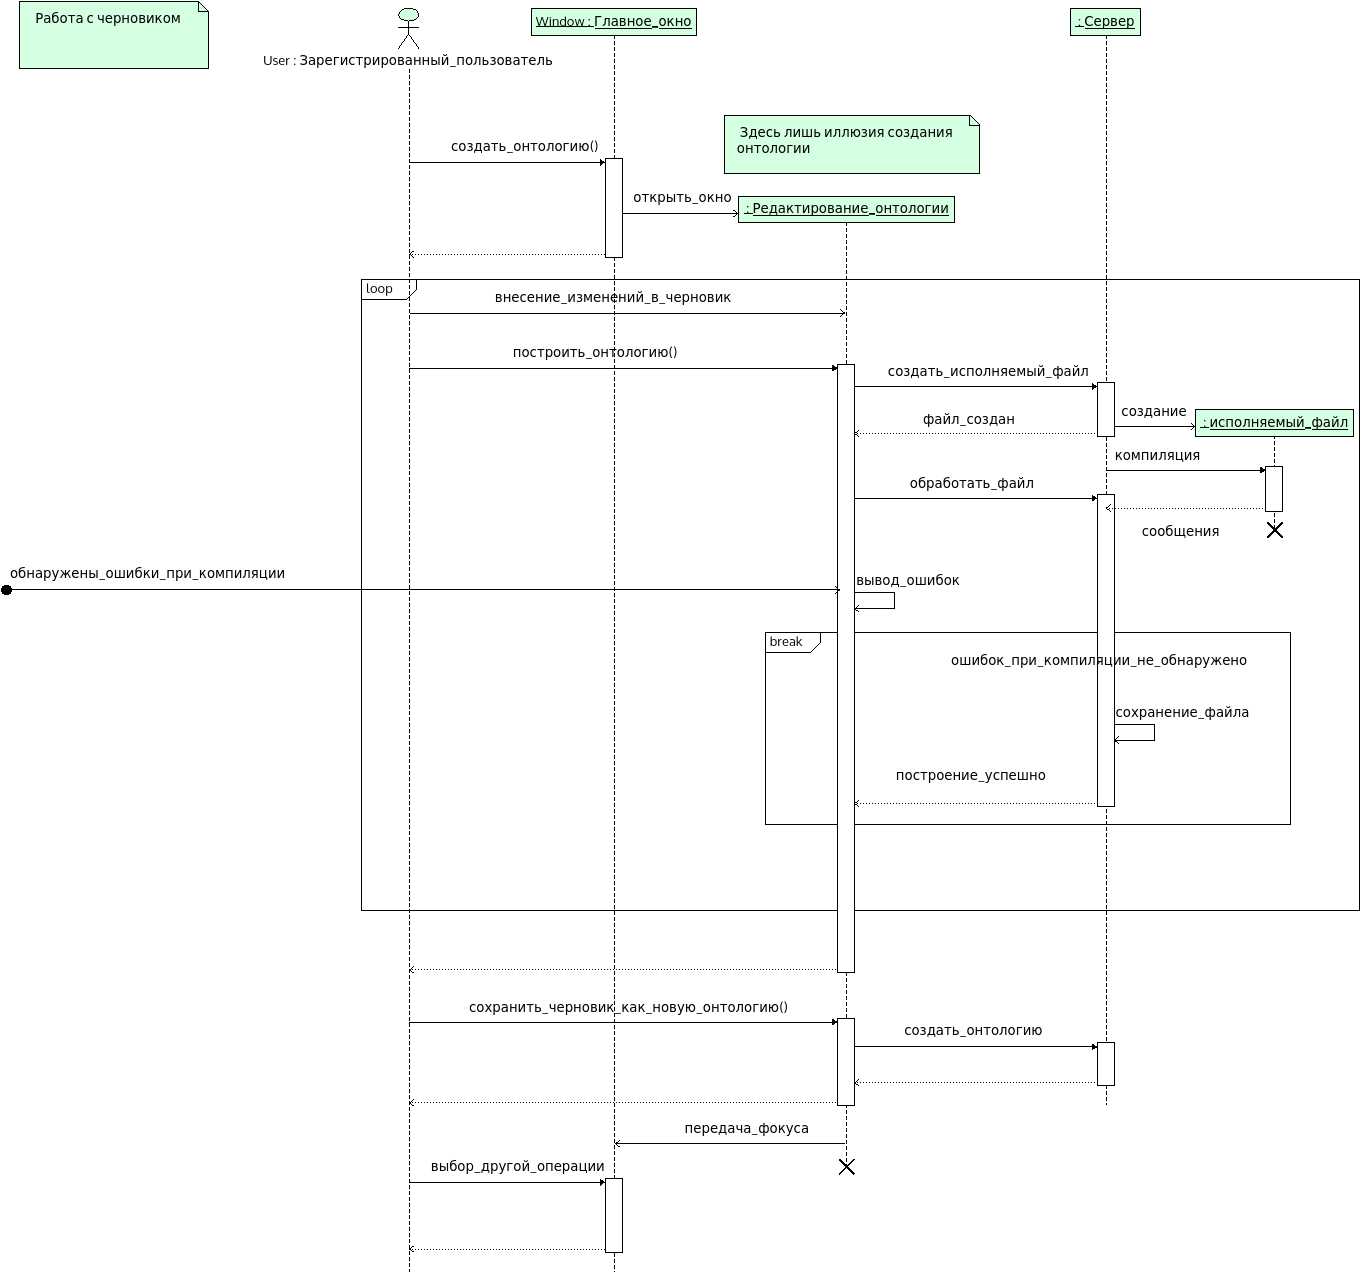 Работа с черновиком
User : Зарегистрированный_пользователь
Window : Главное_окно
: Сервер
Здесь лишь иллюзия создания
онтологии
создать_онтологию()
открыть_окно
: Редактирование_онтологии
loop
внесение_изменений_в_черновик
построить_онтологию()
создать_исполняемый_файл
создание
файл_создан
: исполняемый_файл
компиляция
обработать_файл
сообщения
обнаружены_ошибки_при_компиляции
вывод_ошибок
break
ошибок_при_компиляции_не_обнаружено
сохранение_файла
построение_успешно
сохранить_черновик_как_новую_онтологию()
создать_онтологию
передача_фокуса
выбор_другой_операции